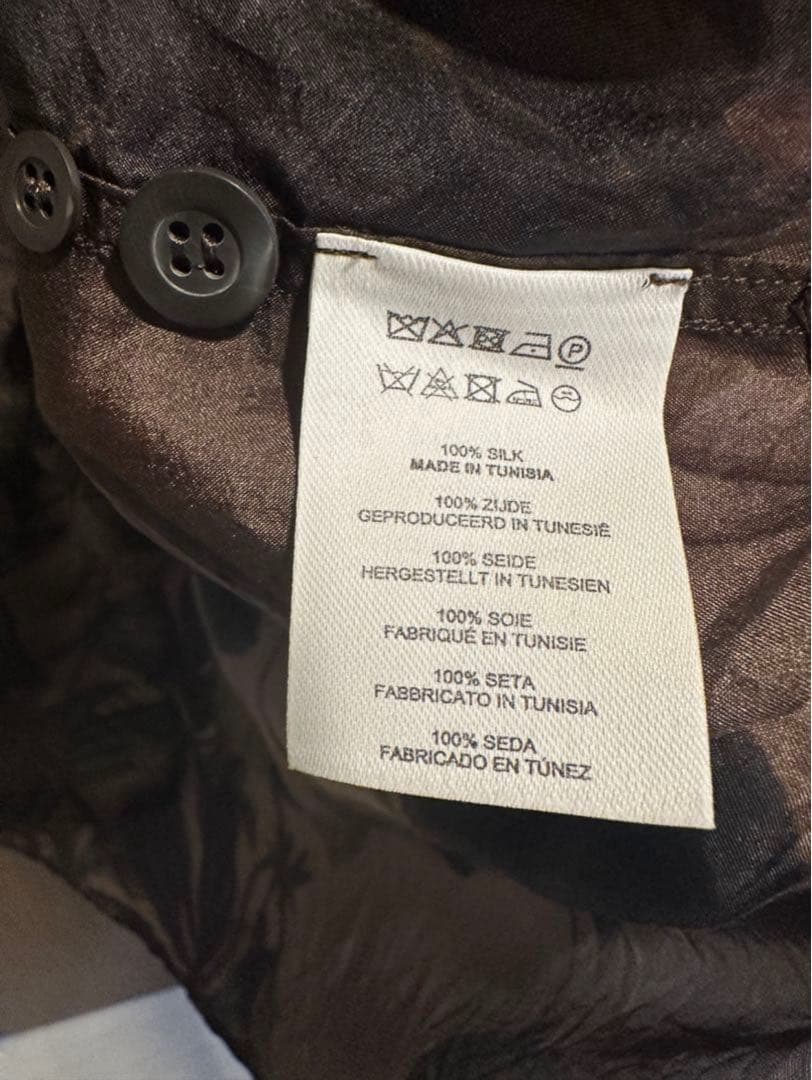 P
100% SILK
MADE IN TUNISIA
100% ZIJDE
GEPRODUCEERD IN TUNESIË
100% SEIDE
HERGESTELLT IN TUNESIEN
100% SOIE
FABRIQUÉ EN TUNISIE
100% SETA
FABBRICATO IN TUNISIA
100% SEDA
FABRICADO EN TÚNEZ